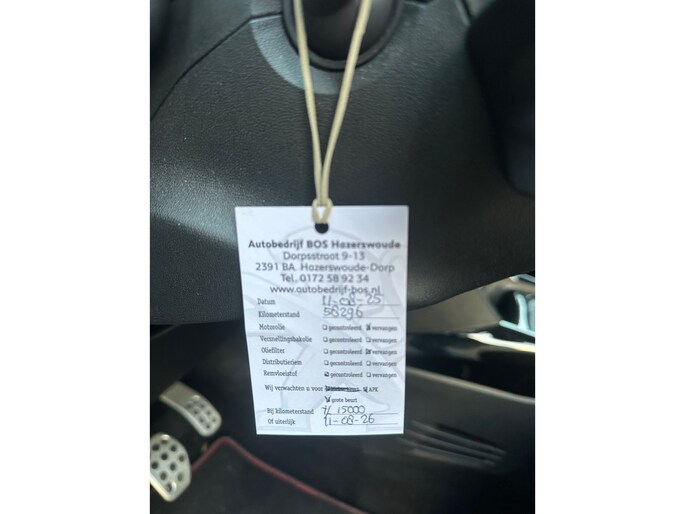 Autobedrijf BOS Hazerswoude
Dorpsstraat 9-13
2391 BA Hazerswoude-Dorp
Tel. 0172 58 92 34
www.autobedrijf-bos.nl
Datum 11-08-25
Kilometerstand 58296
Motorolie ☐ gecontroleerd ☒ vervangen
Versnellingsbakolie ☐ gecontroleerd ☐ vervangen
Oliefilter ☐ gecontroleerd ☒ vervangen
Distributieriem ☐ gecontroleerd ☐ vervangen
Remvloeistof ☒ gecontroleerd ☐ vervangen
Wij verwachten u voor ☒ APK
☒ grote beurt
Bij kilometerstand +/- 15000
Of uiterlijk 11-08-26